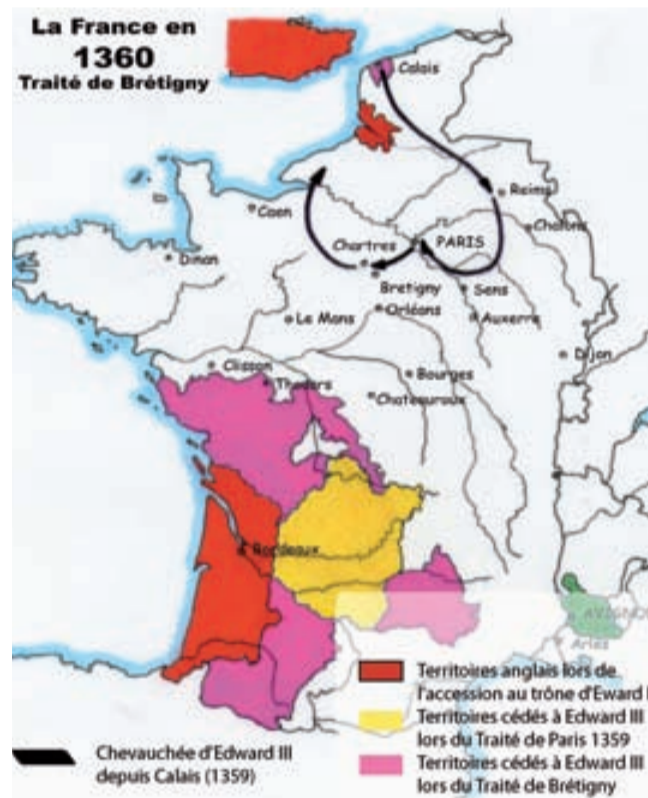 La France en
1360
Traité de Brétigny
Calais
Reims
Caen
Chalons
Chartres
PARIS
Dinan
Bretigny
Sens
Orléans
Le Mans
Auxerre
Dijon
Clisson
Thouars
Bourges
Chateauroux
Bordeaux
AVIGNON
Arles
Territoires anglais lors de
l'accession au trône d'Eward I
Territoires cédés à Edward III
lors du Traité de Paris 1359
Territoires cédés à Edward III
lors du Traité de Brétigny
Chevauchée d'Edward III
depuis Calais (1359)